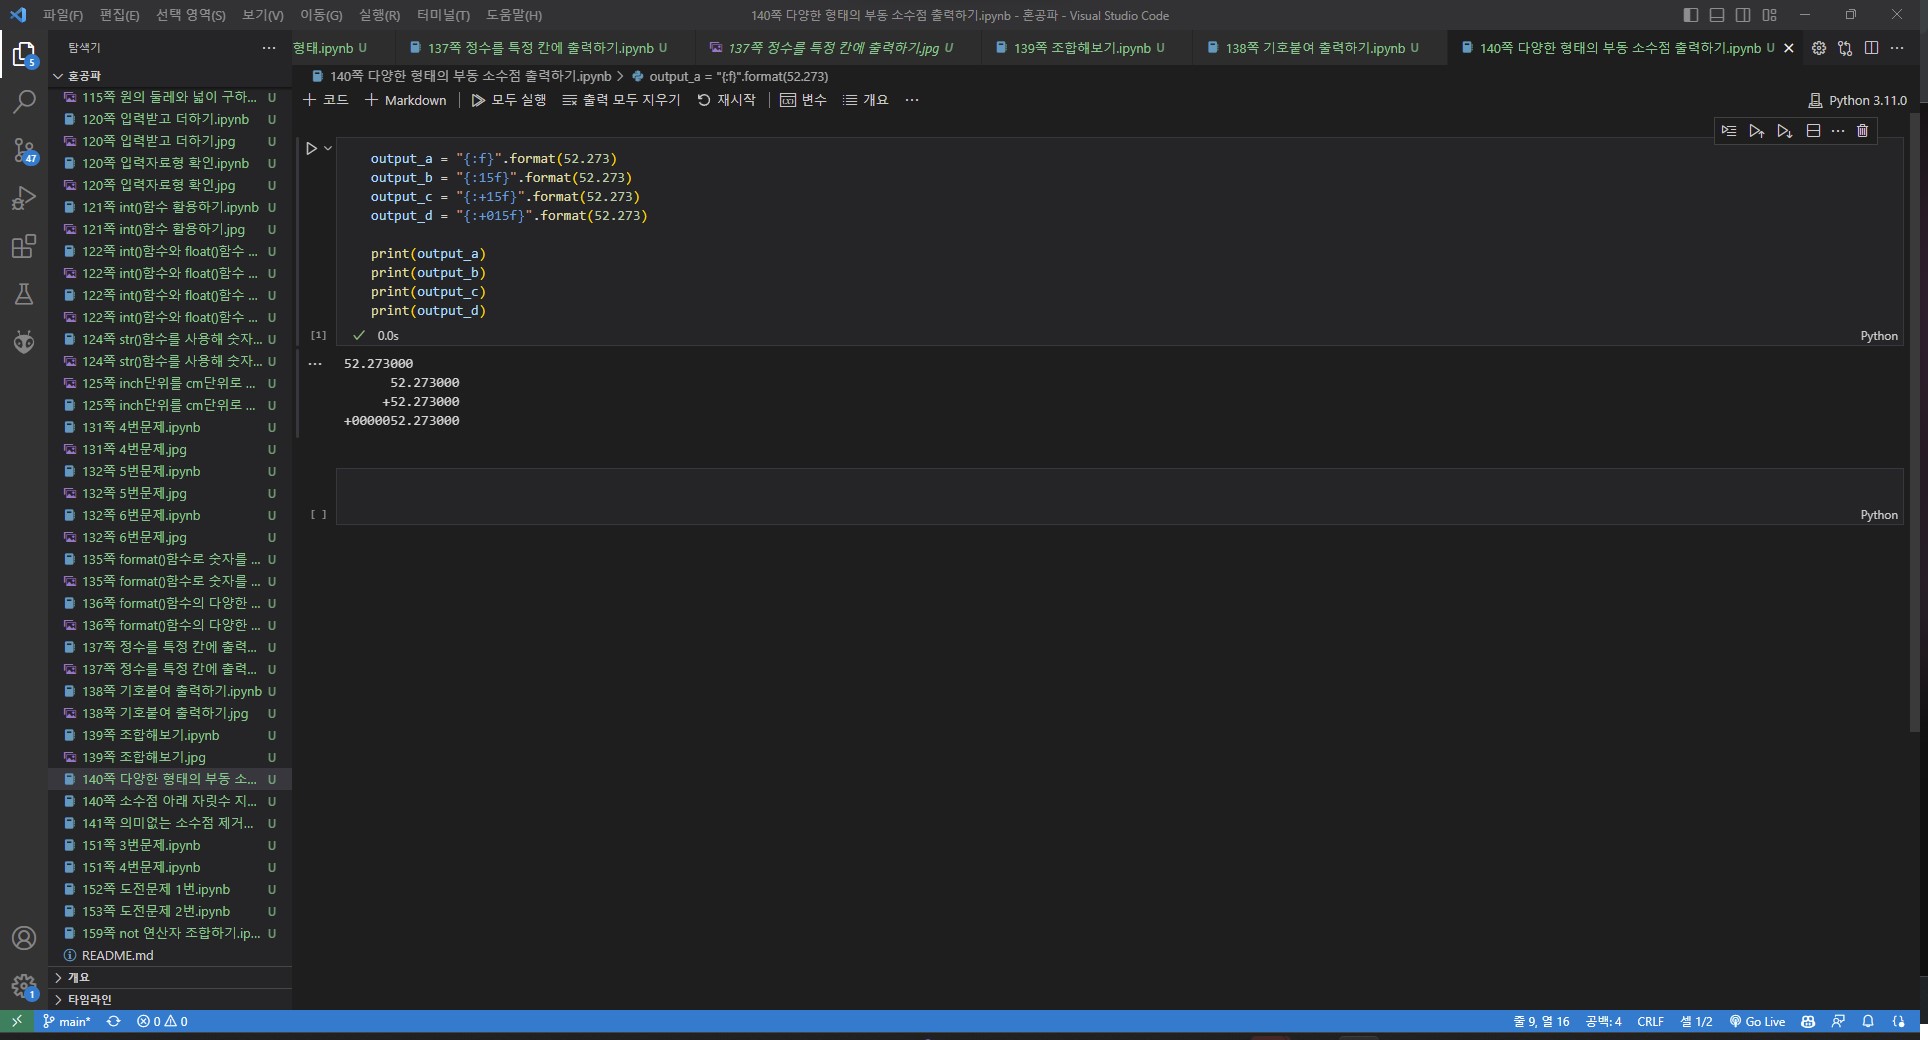 파일(F) 편집(E) 선택 영역(S) 보기(V) 이동(G) 실행(R) 터미널(T) 도움말(H)
140쪽 다양한 형태의 부동 소수점 출력하기.ipynb - 혼공파 - Visual Studio Code
탐색기 ...
형태.ipynb U
137쪽 정수를 특정 칸에 출력하기.ipynb U
137쪽 정수를 특정 칸에 출력하기.jpg U
139쪽 조합해보기.ipynb U
138쪽 기호붙여 출력하기.ipynb U
140쪽 다양한 형태의 부동 소수점 출력하기.ipynb U
5
47
혼공파
115쪽 원의 둘레와 넓이 구하... U
120쪽 입력받고 더하기.ipynb U
120쪽 입력받고 더하기.jpg U
120쪽 입력자료형 확인.ipynb U
120쪽 입력자료형 확인.jpg U
121쪽 int()함수 활용하기.ipynb U
121쪽 int()함수 활용하기.jpg U
122쪽 int()함수와 float()함수 ... U
122쪽 int()함수와 float()함수 ... U
122쪽 int()함수와 float()함수 ... U
122쪽 int()함수와 float()함수 ... U
124쪽 str()함수를 사용해 숫자... U
124쪽 str()함수를 사용해 숫자... U
125쪽 inch단위를 cm단위로 ... U
125쪽 inch단위를 cm단위로 ... U
131쪽 4번문제.ipynb U
131쪽 4번문제.jpg U
132쪽 5번문제.ipynb U
132쪽 5번문제.jpg U
132쪽 6번문제.ipynb U
132쪽 6번문제.jpg U
135쪽 format()함수로 숫자를 ... U
135쪽 format()함수로 숫자를 ... U
136쪽 format()함수의 다양한 ... U
136쪽 format()함수의 다양한 ... U
137쪽 정수를 특정 칸에 출력... U
137쪽 정수를 특정 칸에 출력... U
138쪽 기호붙여 출력하기.ipynb U
138쪽 기호붙여 출력하기.jpg U
139쪽 조합해보기.ipynb U
139쪽 조합해보기.jpg U
140쪽 다양한 형태의 부동 소... U
140쪽 소수점 아래 자릿수 지... U
141쪽 의미없는 소수점 제거... U
151쪽 3번문제.ipynb U
151쪽 4번문제.ipynb U
152쪽 도전문제 1번.ipynb U
153쪽 도전문제 2번.ipynb U
159쪽 not 연산자 조합하기.ip... U
README.md
개요
타임라인
1
140쪽 다양한 형태의 부동 소수점 출력하기.ipynb > output_a = "{:f}".format(52.273)
+ 코드 + Markdown 모두 실행 출력 모두 지우기 재시작 변수 개요 ...
Python 3.11.0
output_a = "{:f}".format(52.273)
output_b = "{:15f}".format(52.273)
output_c = "{:+15f}".format(52.273)
output_d = "{:+015f}".format(52.273)
print(output_a)
print(output_b)
print(output_c)
print(output_d)
[1] 0.0s
Python
... 52.273000
52.273000
+52.273000
+0000052.273000
[ ]
Python
main* 0 0
줄 9, 열 16 공백: 4 CRLF 셀 1/2 Go Live